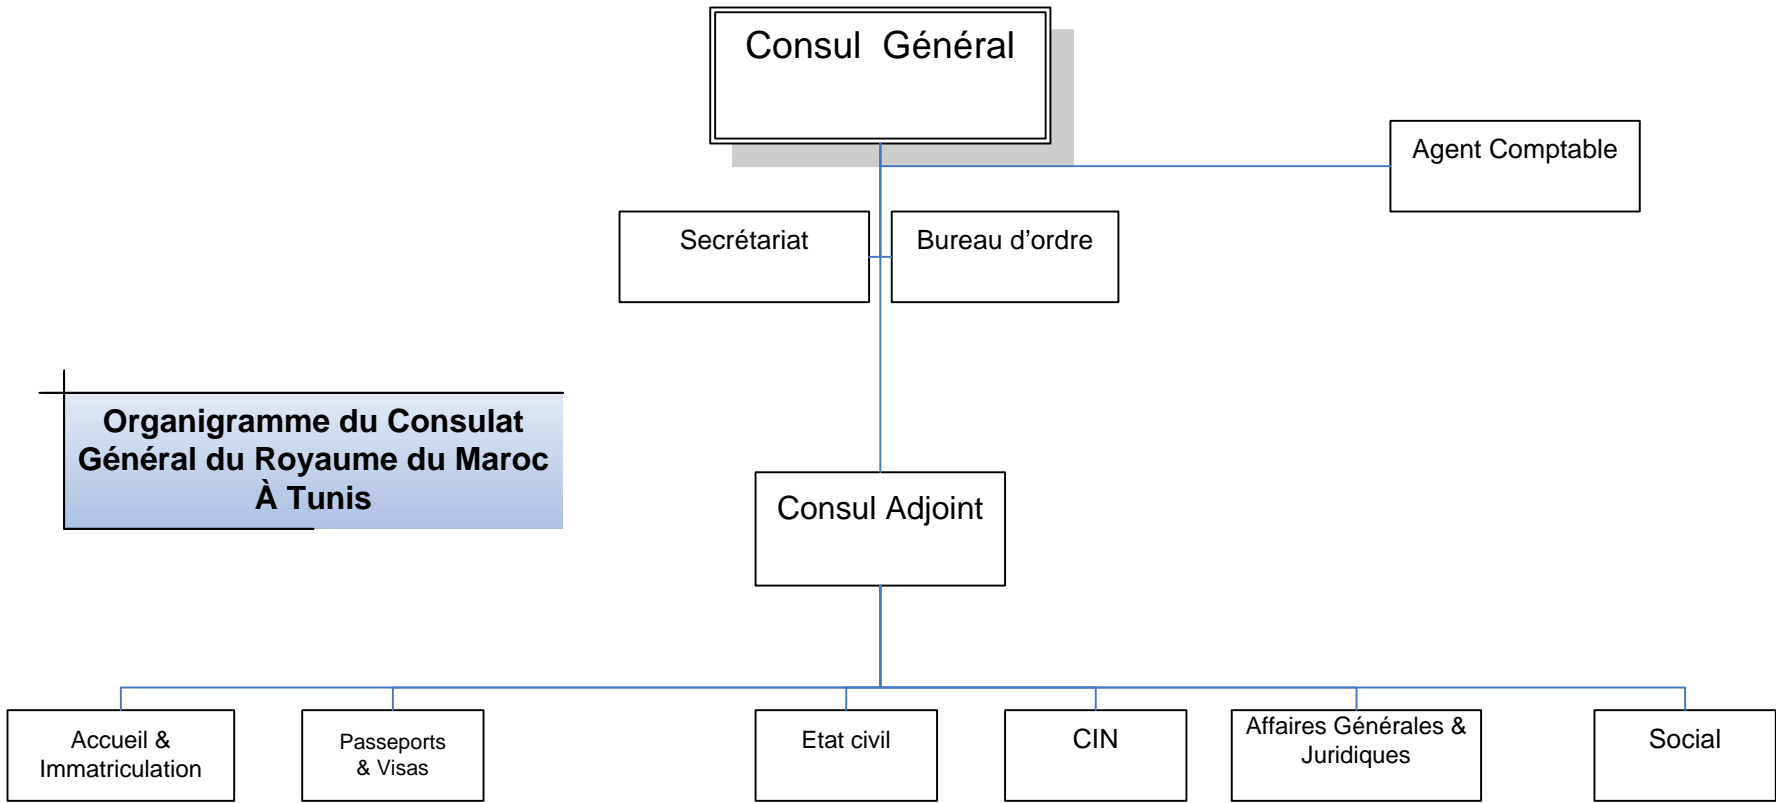 Consul Général
Agent Comptable
Secrétariat
Bureau d’ordre
Organigramme du Consulat
Général du Royaume du Maroc
À Tunis
Consul Adjoint
Accueil &
Immatriculation
Passeports
& Visas
Etat civil
CIN
Affaires Générales &
Juridiques
Social